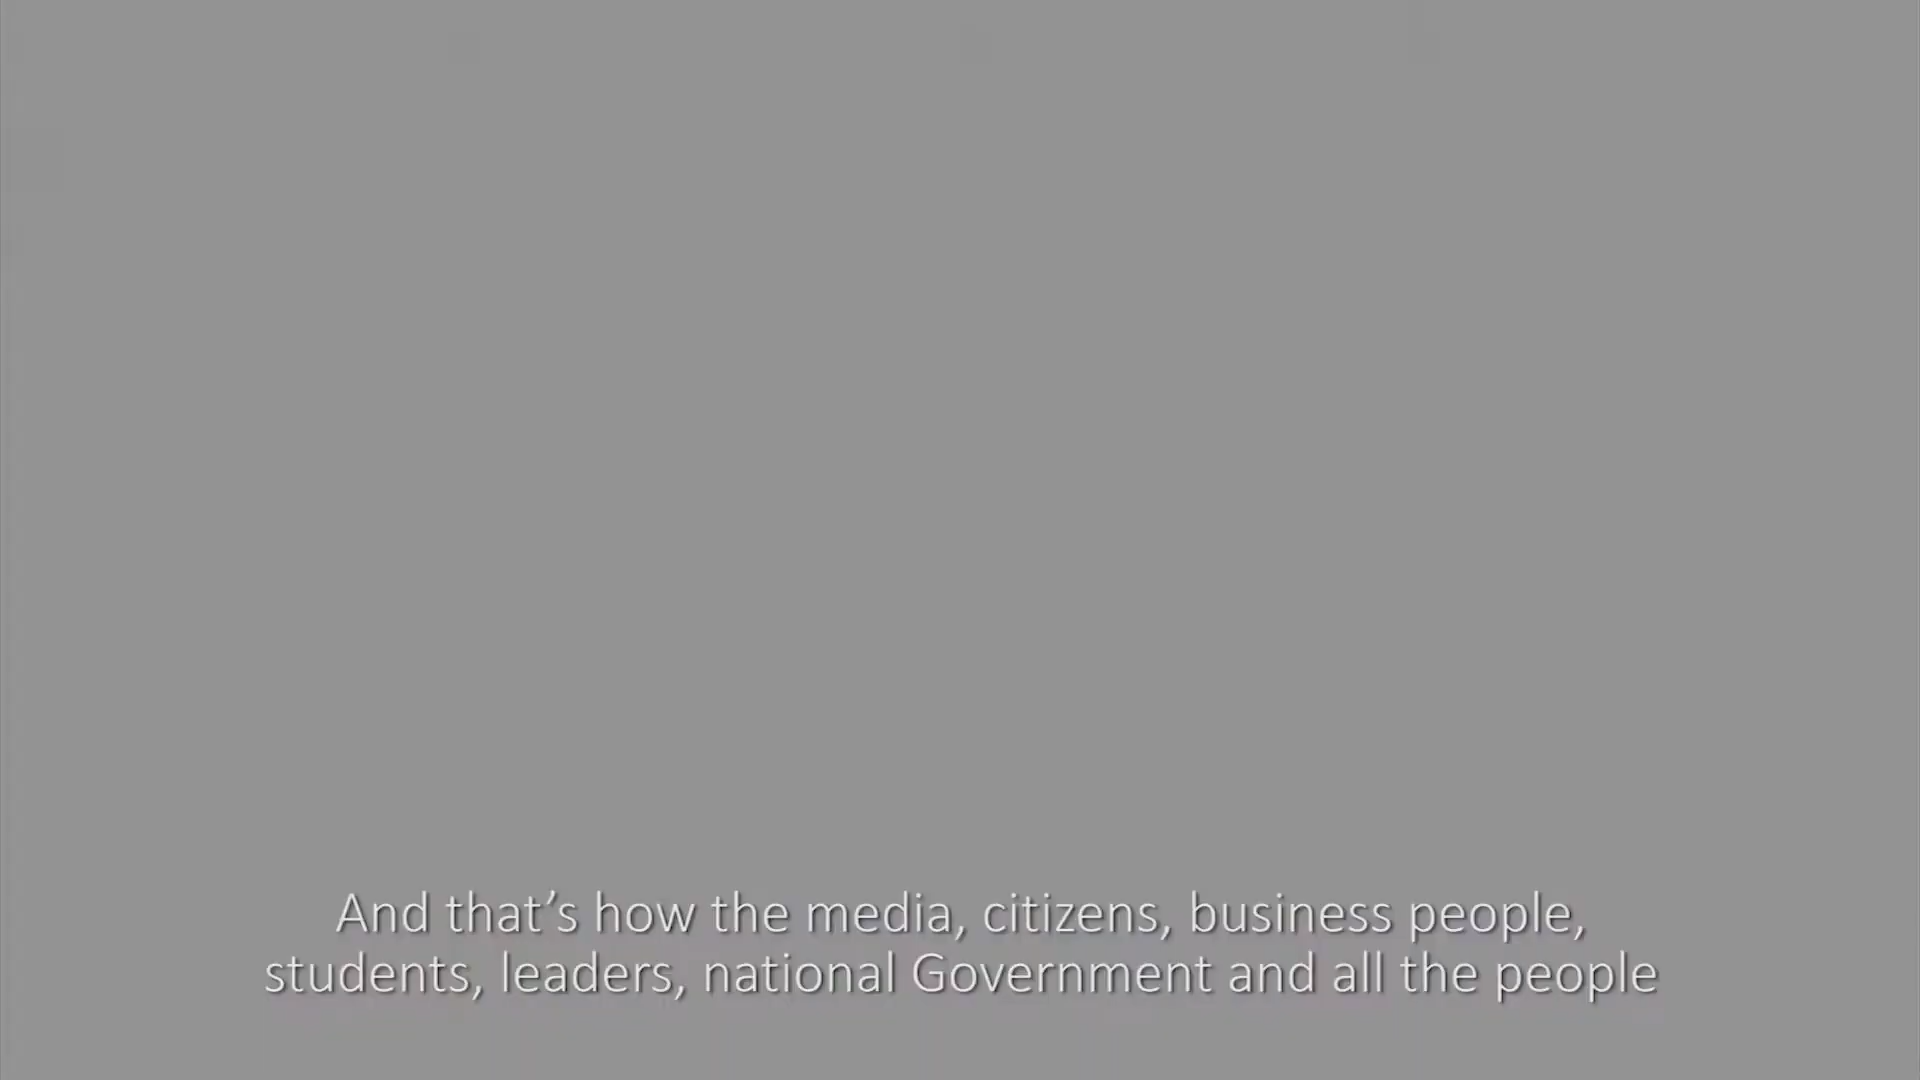 And that’s how the media, citizens, business people,
students, leaders, national Government and all the people